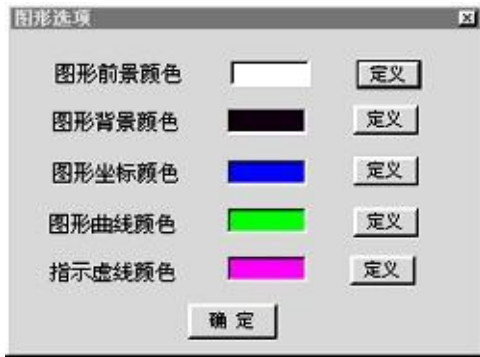 图形选项
图形前景颜色 定义
图形背景颜色 定义
图形坐标颜色 定义
图形曲线颜色 定义
指示虚线颜色 定义
确 定